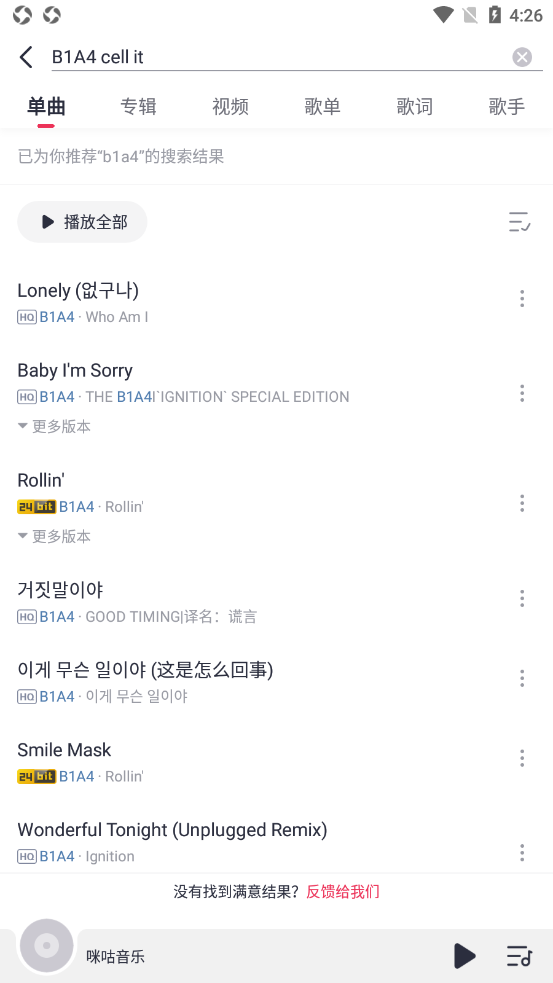 4:26
B1A4 cell it
单曲 专辑 视频 歌单 歌词 歌手
已为你推荐“b1a4”的搜索结果
播放全部
Lonely (없구나)
HQ B1A4 · Who Am I
Baby I'm Sorry
HQ B1A4 · THE B1A4Ⅰ`IGNITION` SPECIAL EDITION
更多版本
Rollin'
24bit B1A4 · Rollin'
更多版本
거짓말이야
HQ B1A4 · GOOD TIMING|译名：谎言
이게 무슨 일이야 (这是怎么回事)
HQ B1A4 · 이게 무슨 일이야
Smile Mask
24bit B1A4 · Rollin'
Wonderful Tonight (Unplugged Remix)
HQ B1A4 · Ignition
没有找到满意结果？反馈给我们
咪咕音乐